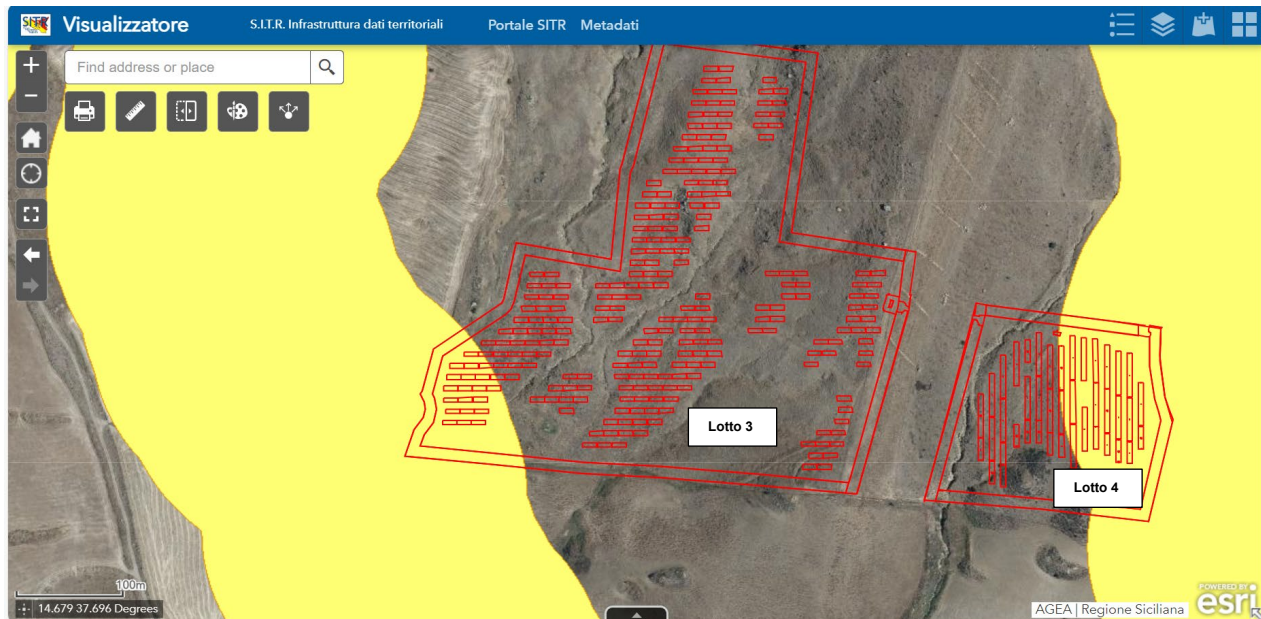 SITR
Visualizzatore
S.I.T.R. Infrastruttura dati territoriali
Portale SITR
Metadati
Find address or place
Lotto 3
Lotto 4
100m
14.679 37.696 Degrees
AGEA | Regione Siciliana
POWERED BY
esri